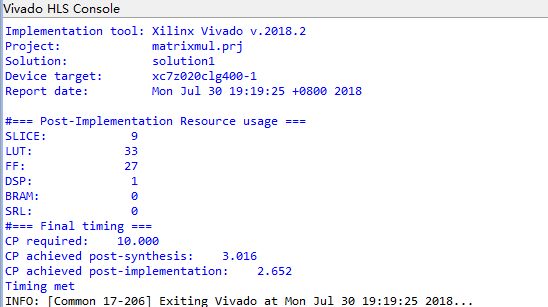 Vivado HLS Console
Implementation tool: Xilinx Vivado v.2018.2
Project: matrixmul.prj
Solution: solution1
Device target: xc7z020clg400-1
Report date: Mon Jul 30 19:19:25 +0800 2018
#=== Post-Implementation Resource usage ===
SLICE: 9
LUT: 33
FF: 27
DSP: 1
BRAM: 0
SRL: 0
#=== Final timing ===
CP required: 10.000
CP achieved post-synthesis: 3.016
CP achieved post-implementation: 2.652
Timing met
INFO: [Common 17-206] Exiting Vivado at Mon Jul 30 19:19:25 2018...